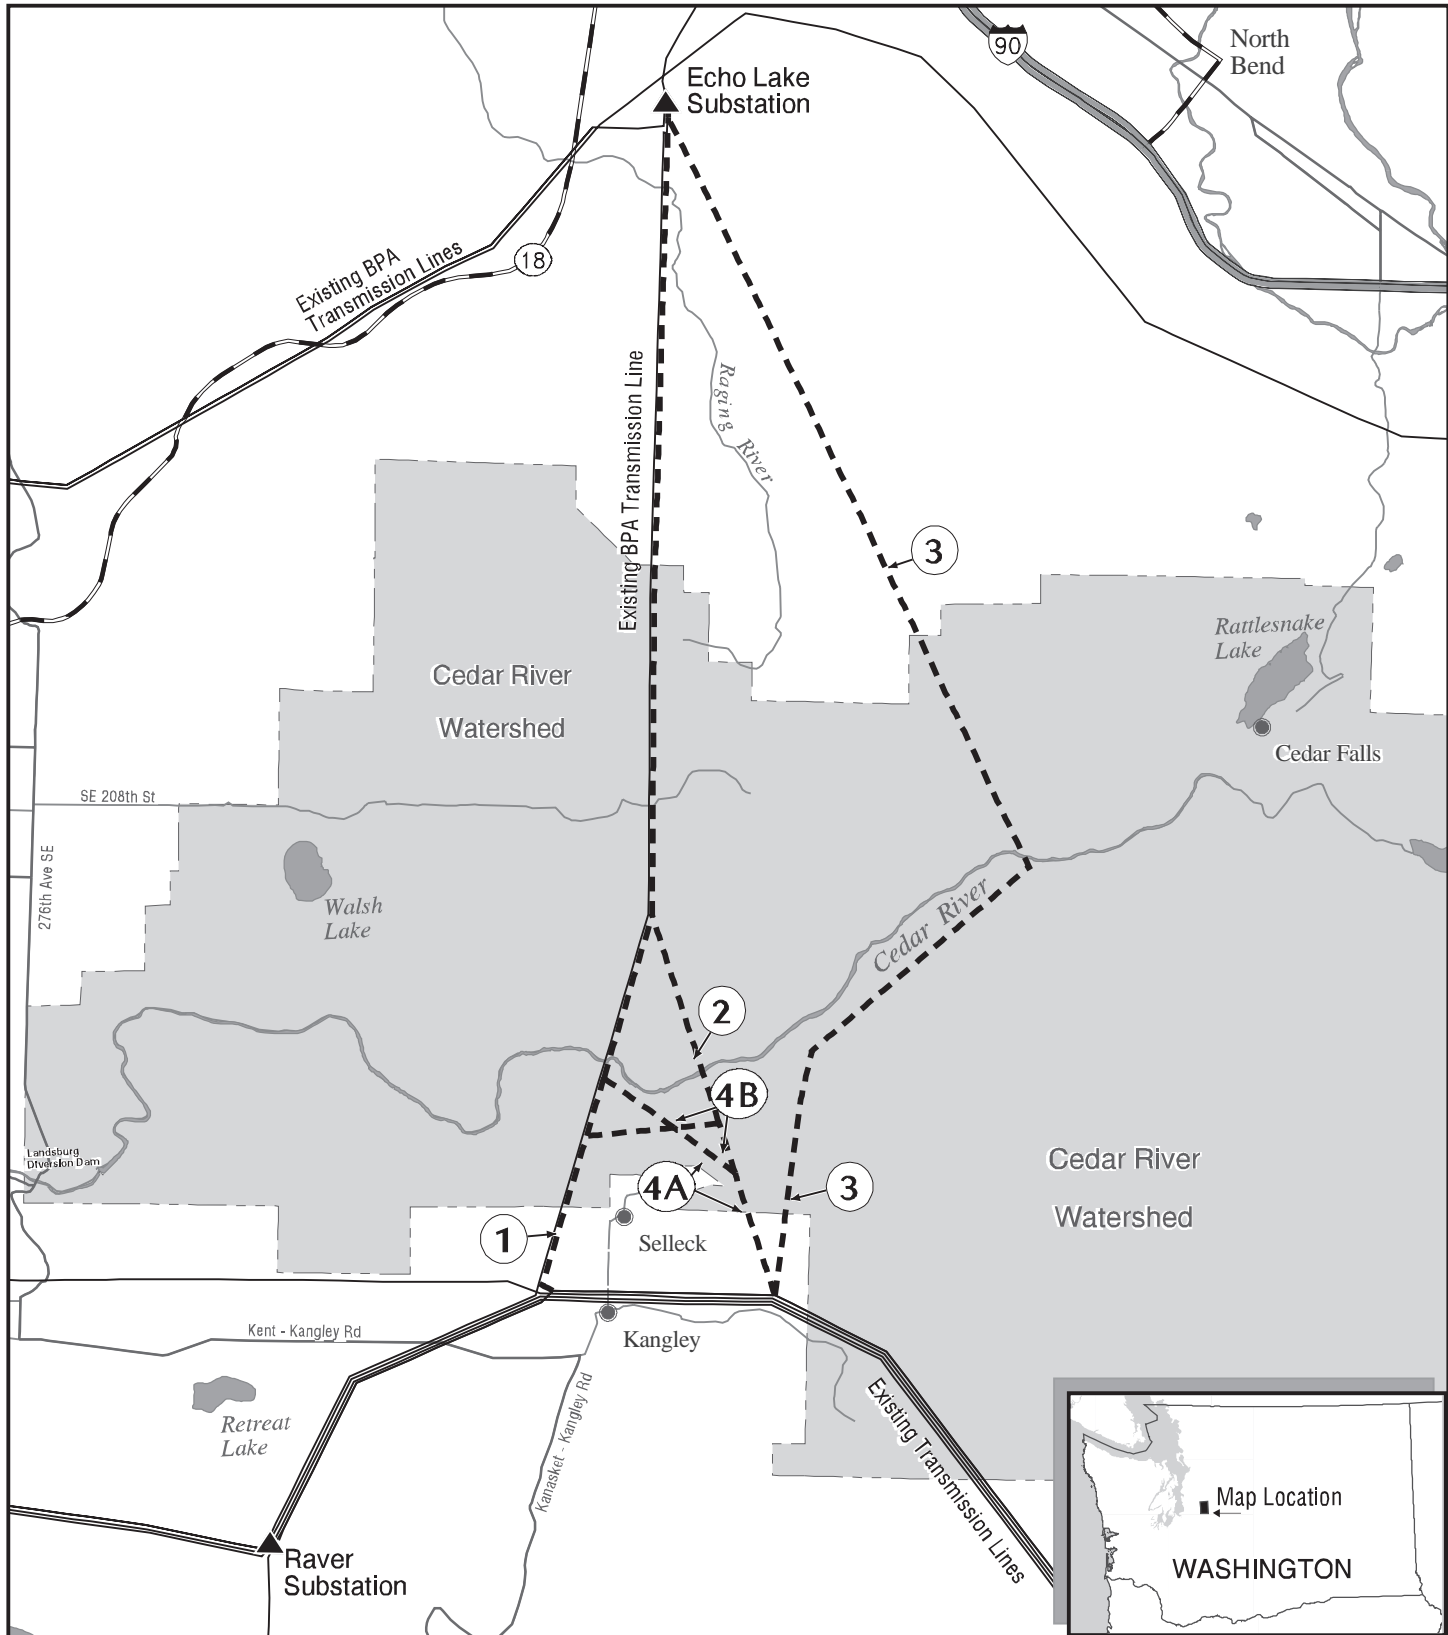 90
North
Bend
Echo Lake
Substation
18
Existing BPA
Transmission Lines
Existing BPA Transmission Line
Raging River
3
Cedar River
Watershed
Rattlesnake
Lake
Cedar Falls
SE 208th St
276th Ave SE
Walsh
Lake
Cedar River
2
4B
Landsburg
Diversion Dam
4A
3
Cedar River
Watershed
1
Selleck
Kent - Kangley Rd
Kangley
Retreat
Lake
Kanasket - Kangley Rd
Existing Transmission Lines
Raver
Substation
Map Location
WASHINGTON